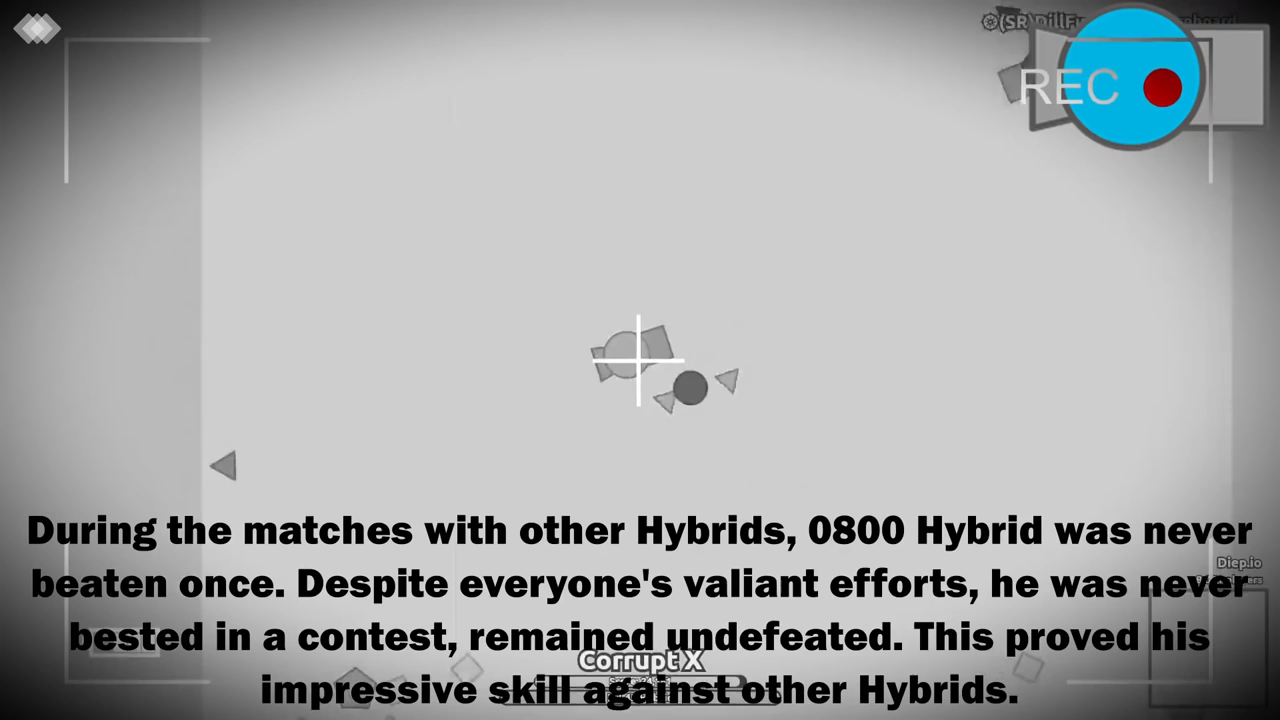 REC
During the matches with other Hybrids, 0800 Hybrid was never
beaten once. Despite everyone's valiant efforts, he was never
bested in a contest, remained undefeated. This proved his
impressive skill against other Hybrids.
Diep.io
Corrupt X